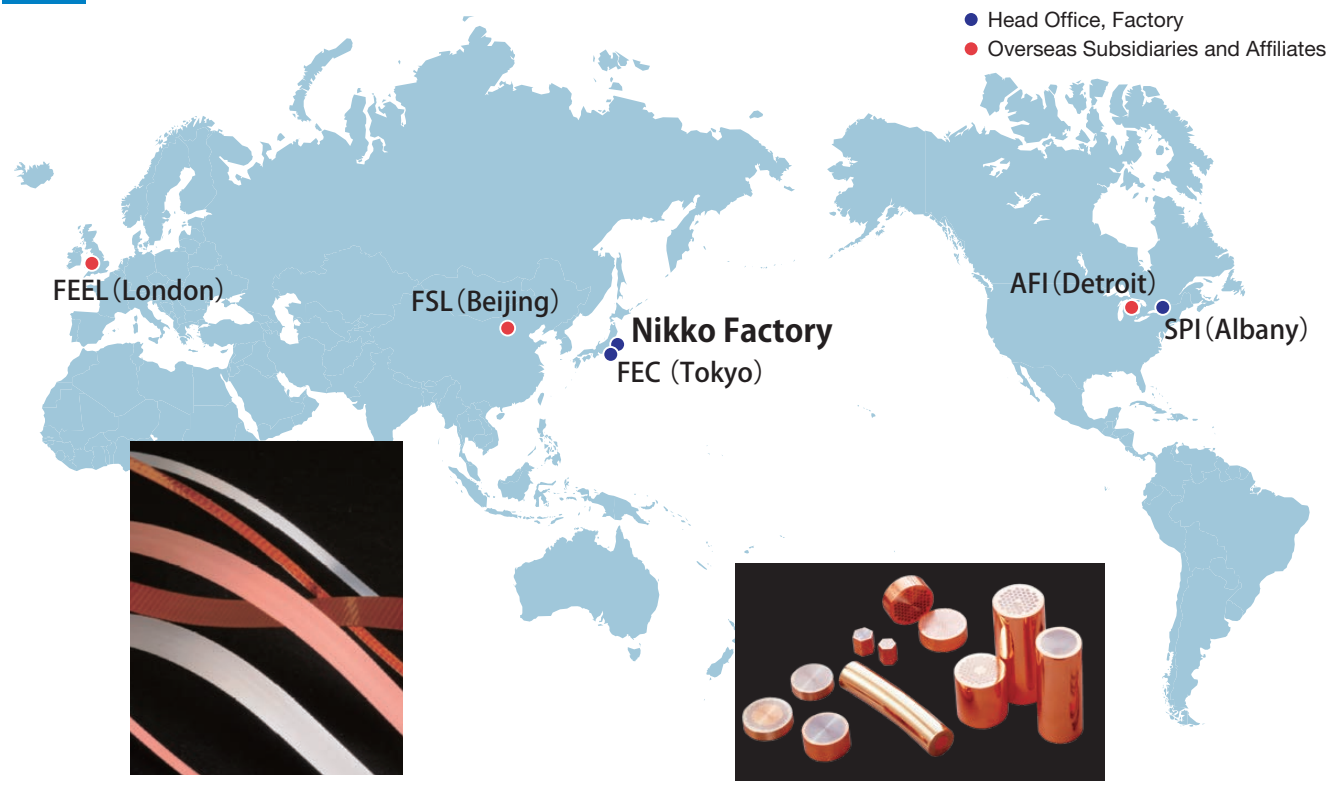 Head Office, Factory
Overseas Subsidiaries and Affiliates
FEEL（London）
FSL（Beijing）
Nikko Factory
FEC（Tokyo）
AFI（Detroit）
SPI（Albany）